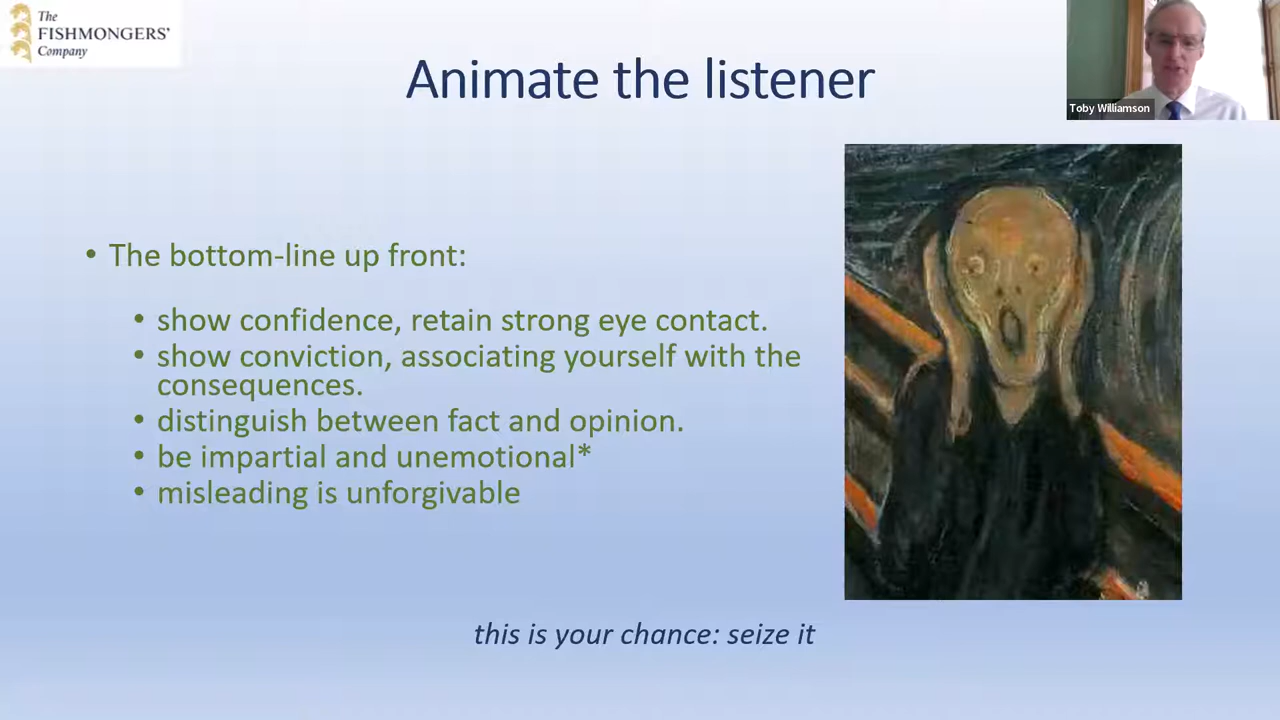 The
FISHMONGERS'
Company
Animate the listener
Toby Williamson
• The bottom-line up front:
• show confidence, retain strong eye contact.
• show conviction, associating yourself with the
consequences.
• distinguish between fact and opinion.
• be impartial and unemotional*
• misleading is unforgivable
this is your chance: seize it